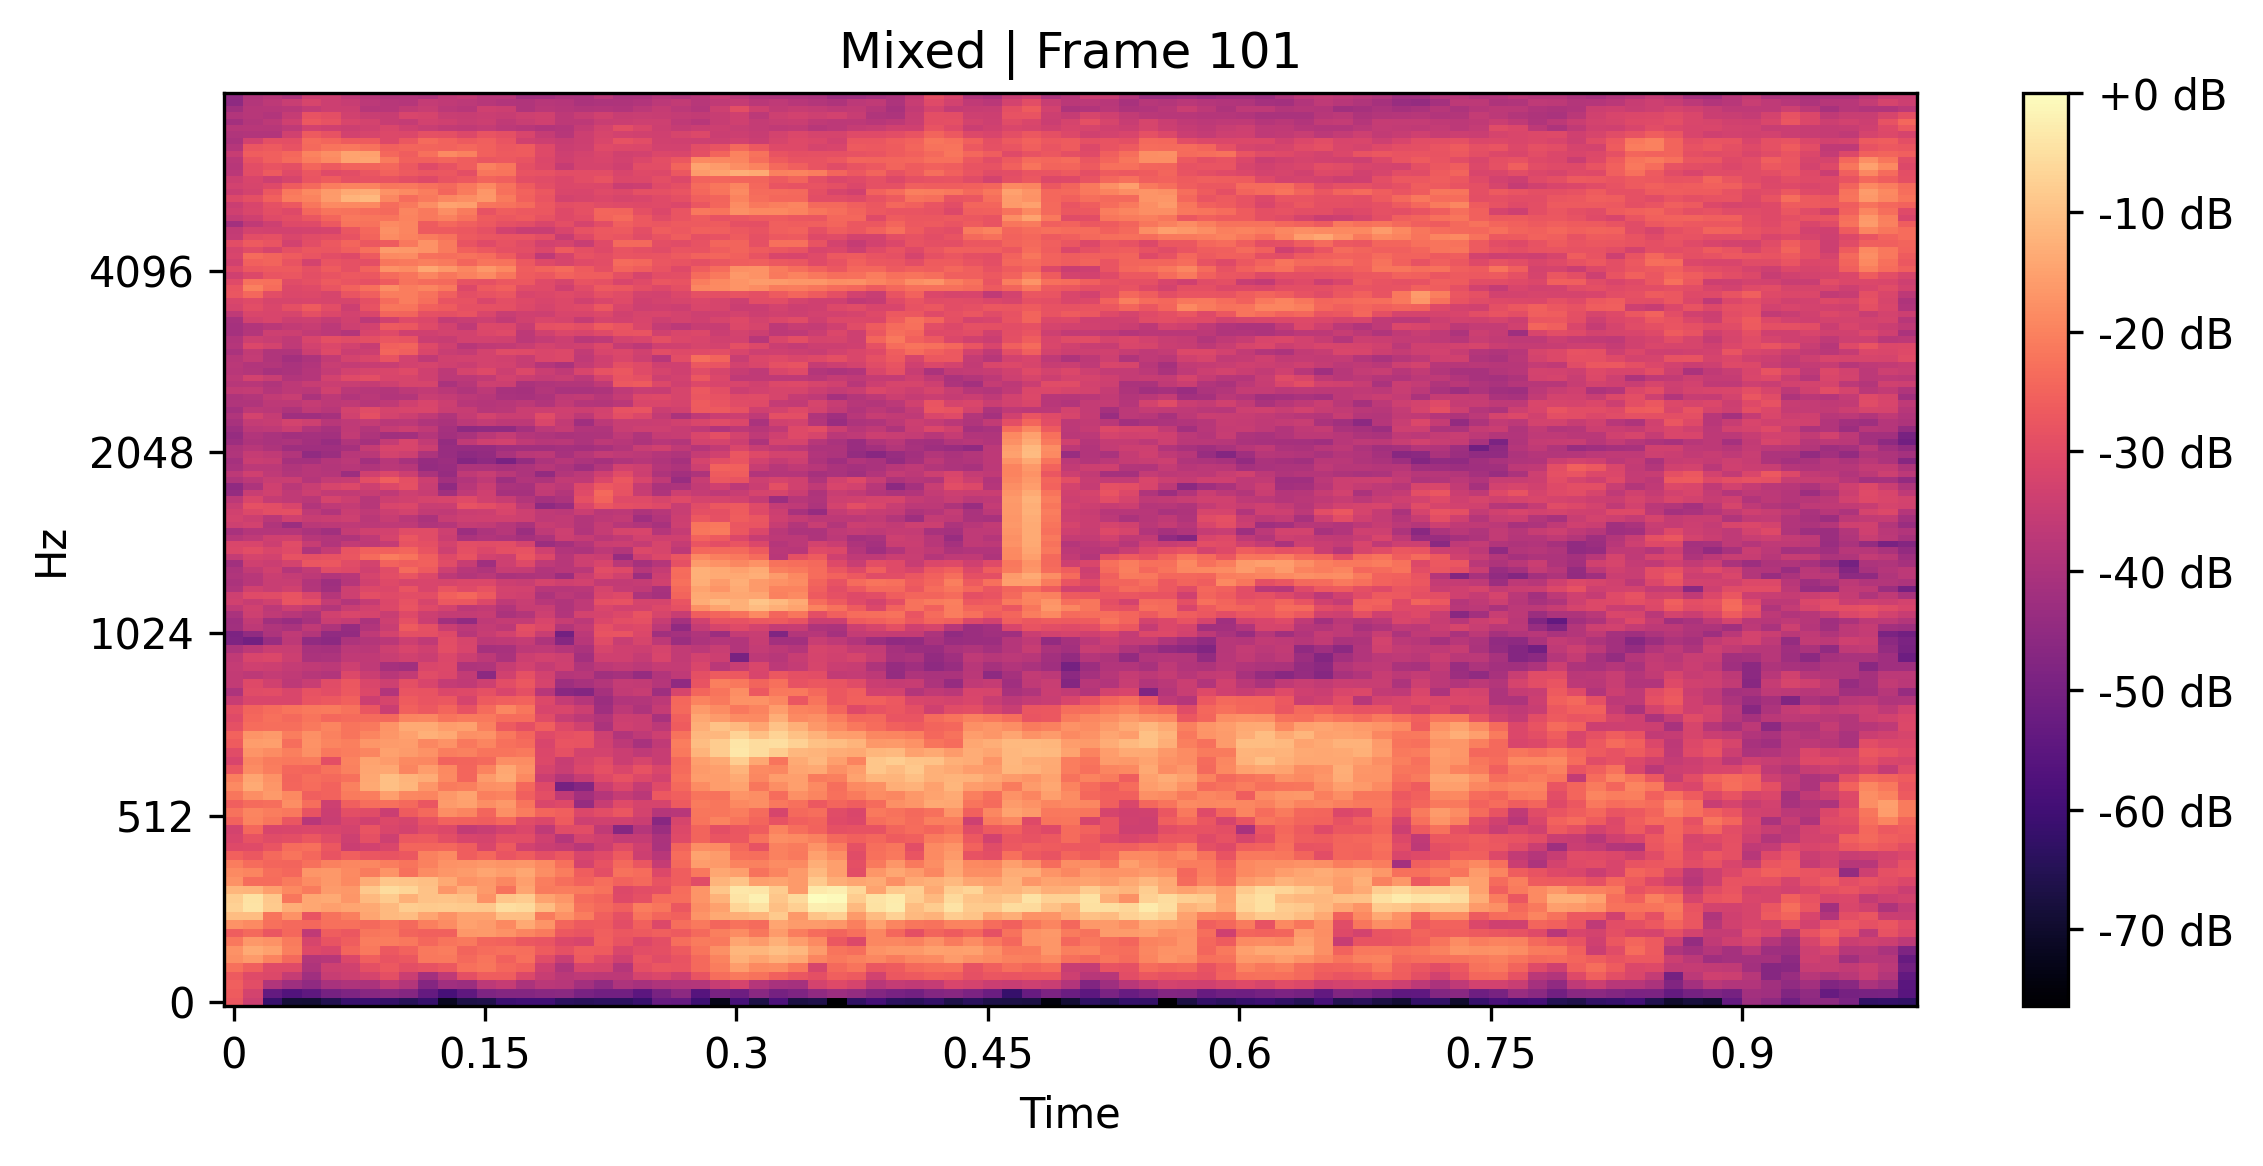 Mixed | Frame 101
+0 dB
-10 dB
-20 dB
-30 dB
-40 dB
-50 dB
-60 dB
-70 dB
4096
2048
1024
512
0
Hz
0 0.15 0.3 0.45 0.6 0.75 0.9
Time